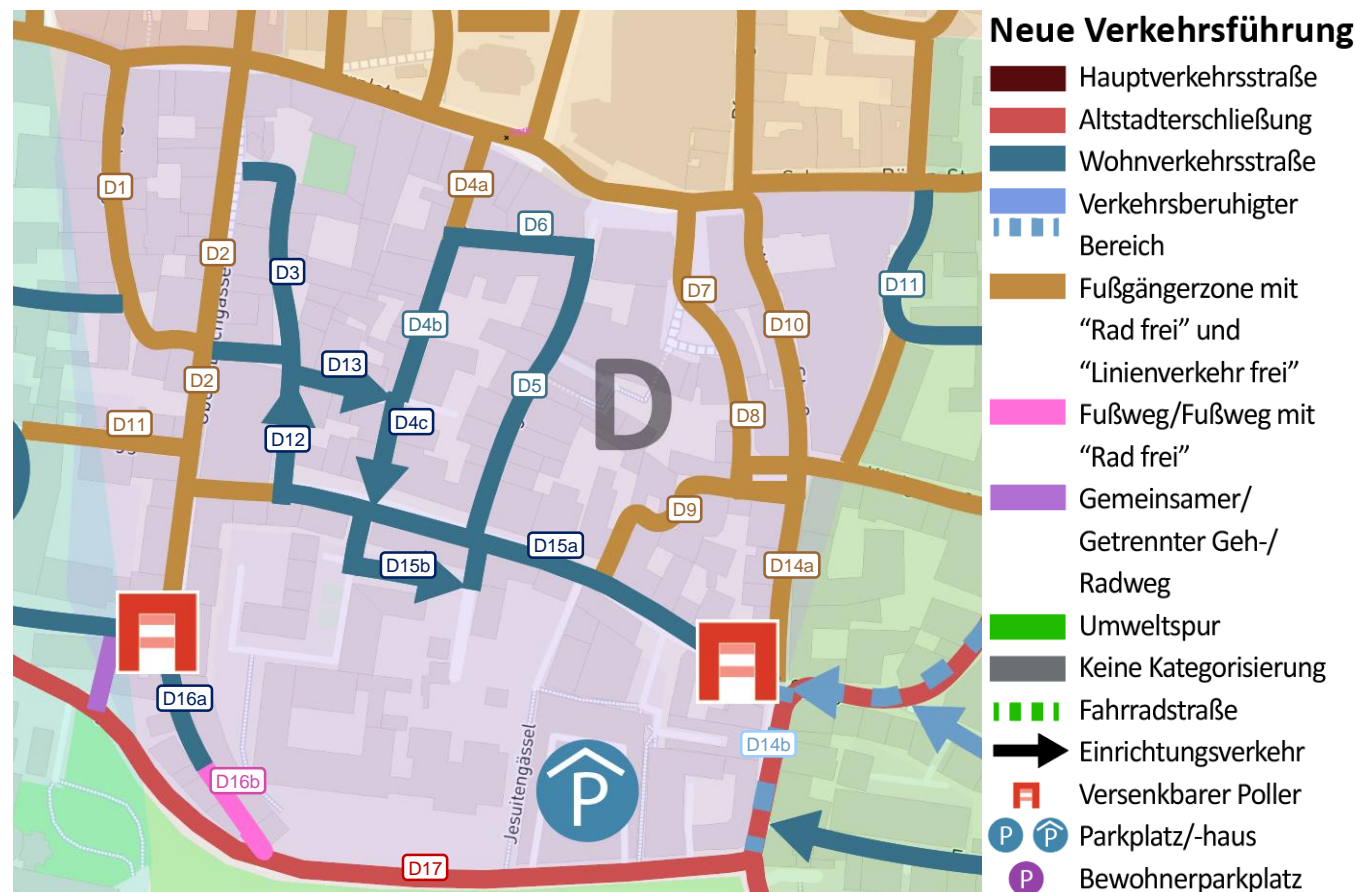 Neue Verkehrsführung
Hauptverkehrsstraße
Altstadterschließung
Wohnverkehrsstraße
Verkehrsberuhigter
Bereich
Fußgängerzone mit
“Rad frei” und
“Linienverkehr frei”
Fußweg/Fußweg mit
“Rad frei”
Gemeinsamer/
Getrennter Geh-/
Radweg
Umweltspur
Keine Kategorisierung
Fahrradstraße
Einrichtungsverkehr
Versenkbarer Poller
P P Parkplatz/-haus
P Bewohnerparkplatz
D1
D4a
D6
D2
D3
D11
D7
D4b
D10
D13
D2
D5
D
D11
D4c
D8
D12
D9
D15a
D15b
D14a
D16a
D14b
D16b
Jesuitengässel
P
D17